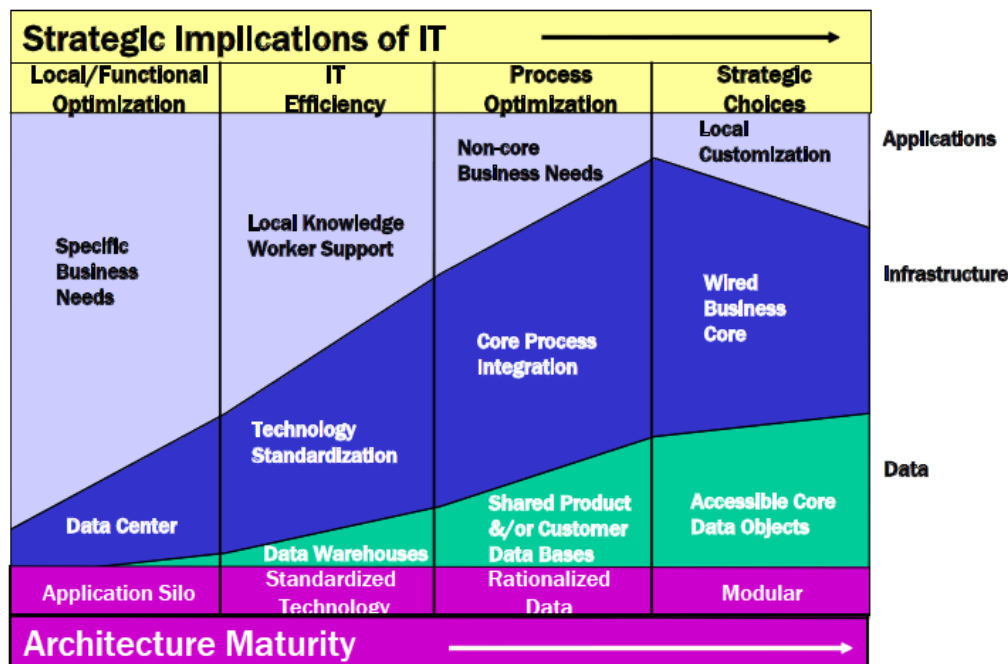 Strategic Implications of IT
Local/Functional
Optimization
IT
Efficiency
Process
Optimization
Strategic
Choices
Specific
Business
Needs
Local Knowledge
Worker Support
Non-core
Business Needs
Local
Customization
Applications
Data Center
Technology
Standardization
Core Process
Integration
Wired
Business
Core
Infrastructure
Data Warehouses
Shared Product
&/or Customer
Data Bases
Accessible Core
Data Objects
Data
Application Silo
Standardized
Technology
Rationalized
Data
Modular
Architecture Maturity